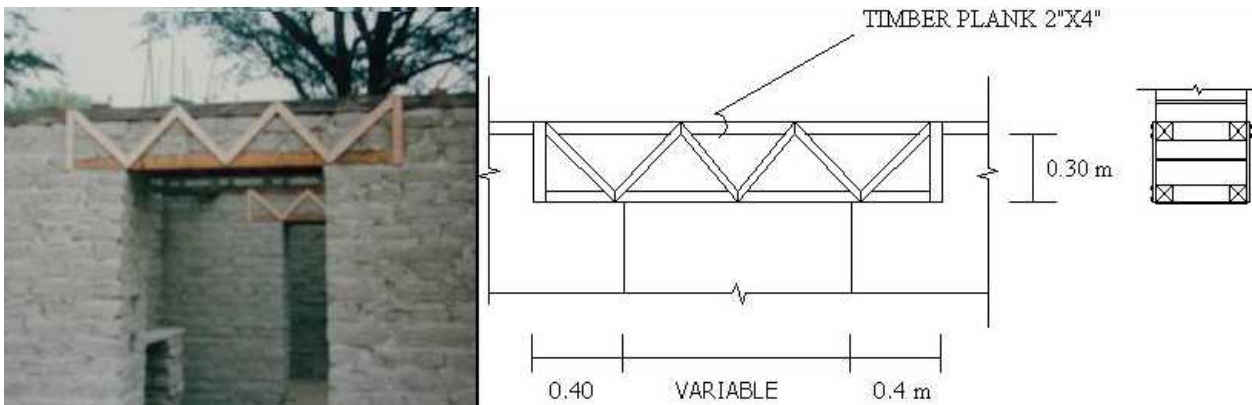 TIMBER PLANK 2"X4"
0.30 m
0.40
VARIABLE
0.4 m